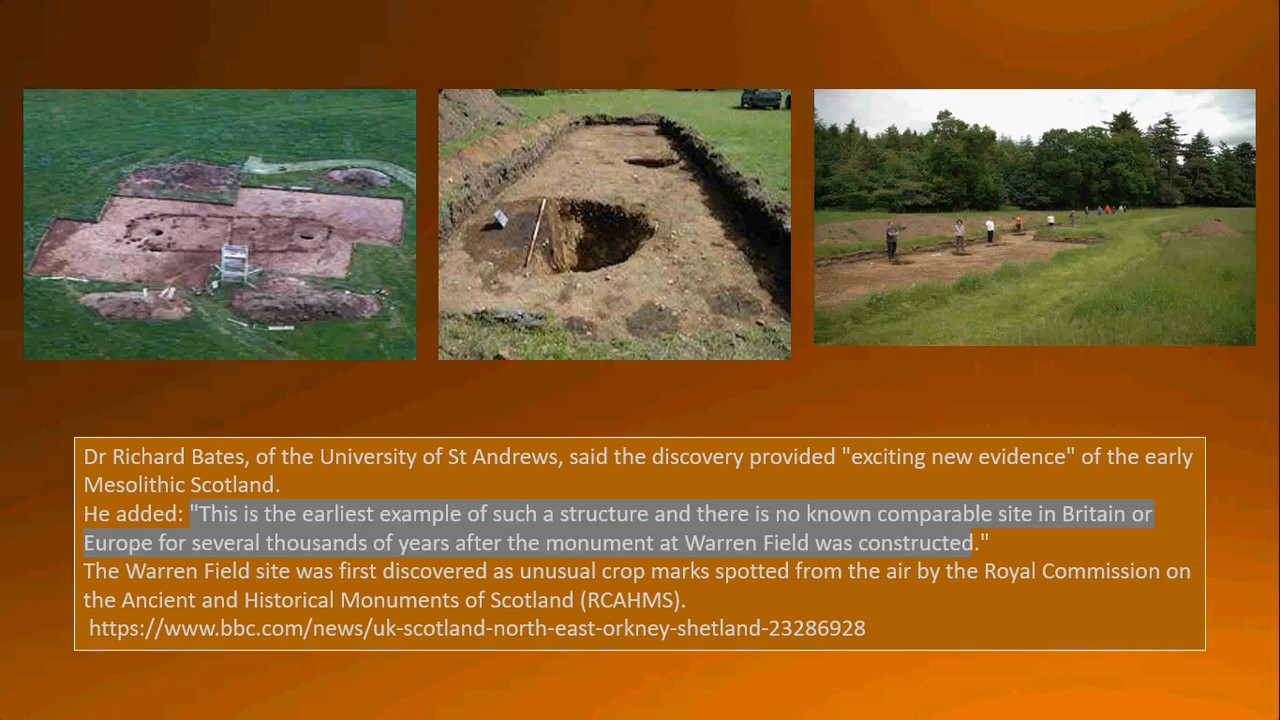 Dr Richard Bates, of the University of St Andrews, said the discovery provided "exciting new evidence" of the early
Mesolithic Scotland.
He added: "This is the earliest example of such a structure and there is no known comparable site in Britain or
Europe for several thousands of years after the monument at Warren Field was constructed."
The Warren Field site was first discovered as unusual crop marks spotted from the air by the Royal Commission on
the Ancient and Historical Monuments of Scotland (RCAHMS).
https://www.bbc.com/news/uk-scotland-north-east-orkney-shetland-23286928